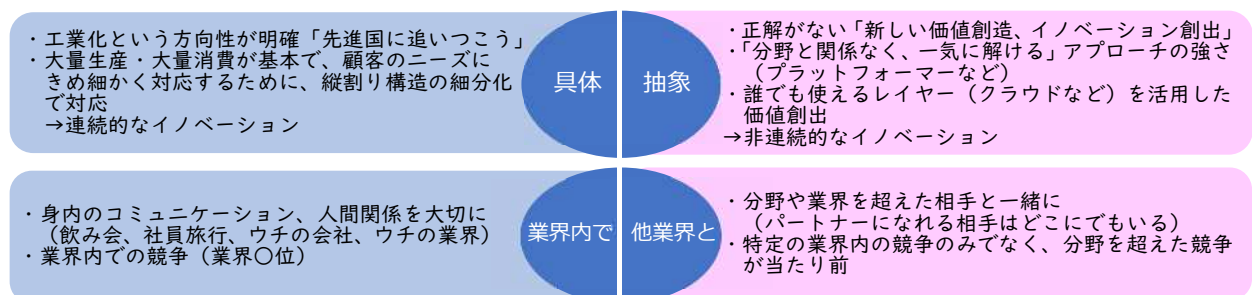 ・工業化という方向性が明確「先進国に追いつこう」
・大量生産・大量消費が基本で、顧客のニーズに
きめ細かく対応するために、縦割り構造の細分化
で対応
→連続的なイノベーション
具体
抽象
・正解がない「新しい価値創造、イノベーション創出」
・「分野と関係なく、一気に解ける」アプローチの強さ
（プラットフォーマーなど）
・誰でも使えるレイヤー（クラウドなど）を活用した
価値創出
→非連続的なイノベーション
・身内のコミュニケーション、人間関係を大切に
（飲み会、社員旅行、ウチの会社、ウチの業界）
・業界内での競争（業界〇位）
業界内で
他業界と
・分野や業界を超えた相手と一緒に
（パートナーになれる相手はどこにでもいる）
・特定の業界内の競争のみでなく、分野を超えた競争
が当たり前